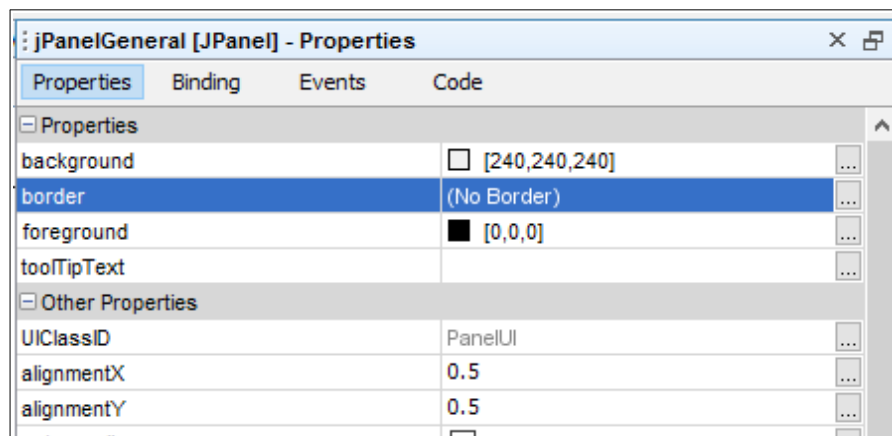 jPanelGeneral [JPanel] - Properties
Properties Binding Events Code
Properties
background [240,240,240] ...
border (No Border) ...
foreground [0,0,0] ...
toolTipText ...
Other Properties
UIClassID PanelUI ...
alignmentX 0.5 ...
alignmentY 0.5 ...